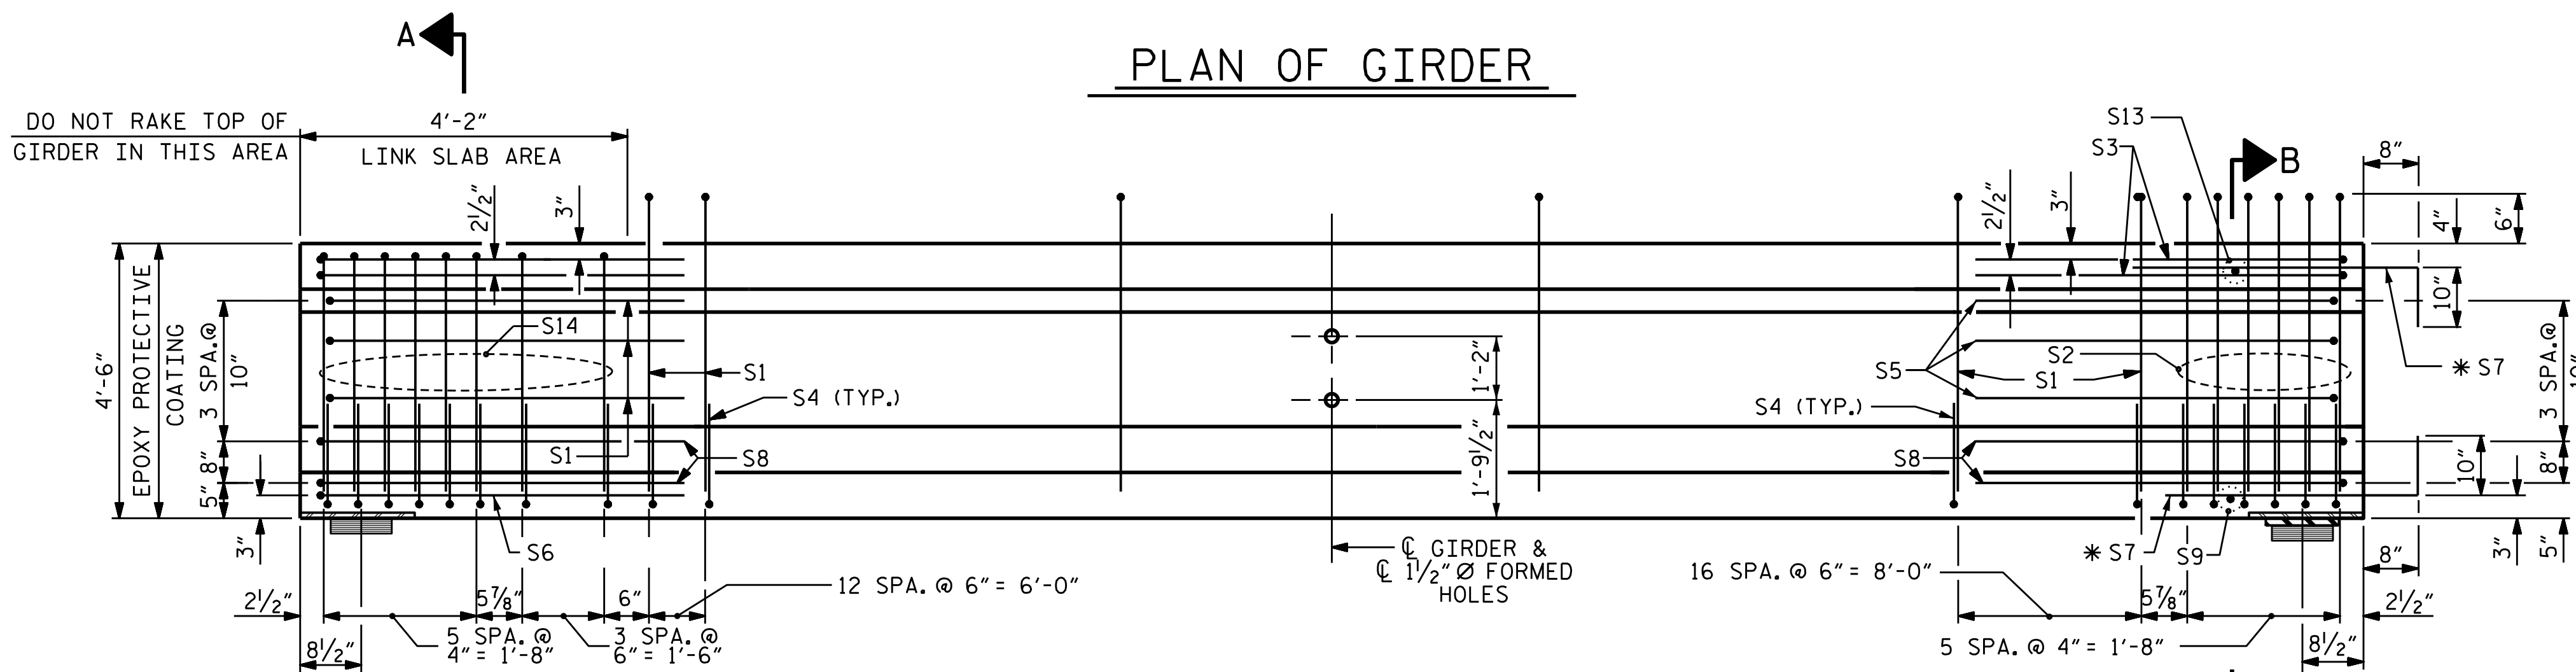 A
PLAN OF GIRDER
DO NOT RAKE TOP OF
GIRDER IN THIS AREA
4'-2"
LINK SLAB AREA
2½"
3"
S13
S3
B
8"
2½"
3"
4"
6"
10"
4'-6"
EPOXY PROTECTIVE
COATING
3 SPA.@
10"
5"
8"
3"
S14
S1
S4 (TYP.)
S1
S8
S6
1'-2"
1'-9½"
S5
S2
S1
S4 (TYP.)
S8
✳ S7
3 SPA.@
10"
8"
3"
5"
✳ S7
S9
8"
℄ GIRDER &
℄ 1½" Ø FORMED
HOLES
2½"
5⅞"
6"
12 SPA. @ 6" = 6'-0"
5 SPA. @
4" = 1'-8"
3 SPA. @
6" = 1'-6"
8½"
16 SPA. @ 6" = 8'-0"
5⅞"
2½"
5 SPA. @ 4" = 1'-8"
8½"